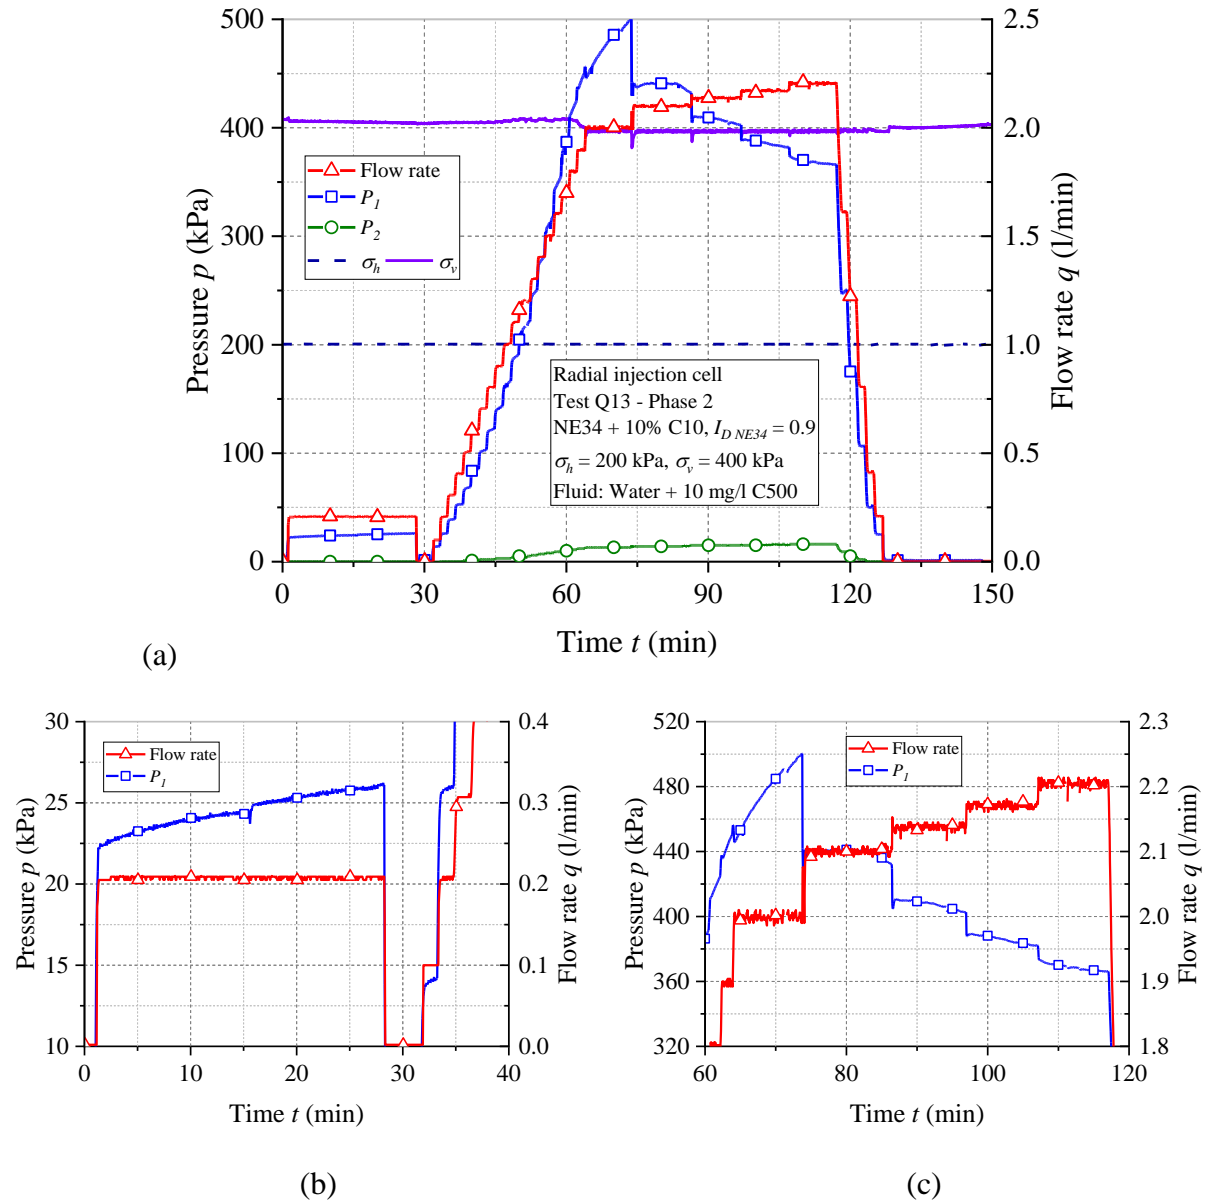 500
400
300
200
100
0
Pressure p (kPa)
2.5
2.0
1.5
1.0
0.5
0.0
Flow rate q (l/min)
Flow rate
P1
P2
σh σv
Radial injection cell
Test Q13 - Phase 2
NE34 + 10% C10, ID NE34 = 0.9
σh = 200 kPa, σv = 400 kPa
Fluid: Water + 10 mg/l C500
0 30 60 90 120 150
Time t (min)
(a)
30
25
20
15
10
Pressure p (kPa)
Flow rate
P1
0.4
0.3
0.2
0.1
0.0
Flow rate q (l/min)
0 10 20 30 40
Time t (min)
(b)
520
480
440
400
360
320
Pressure p (kPa)
Flow rate
P1
2.3
2.2
2.1
2.0
1.9
1.8
Flow rate q (l/min)
60 80 100 120
Time t (min)
(c)